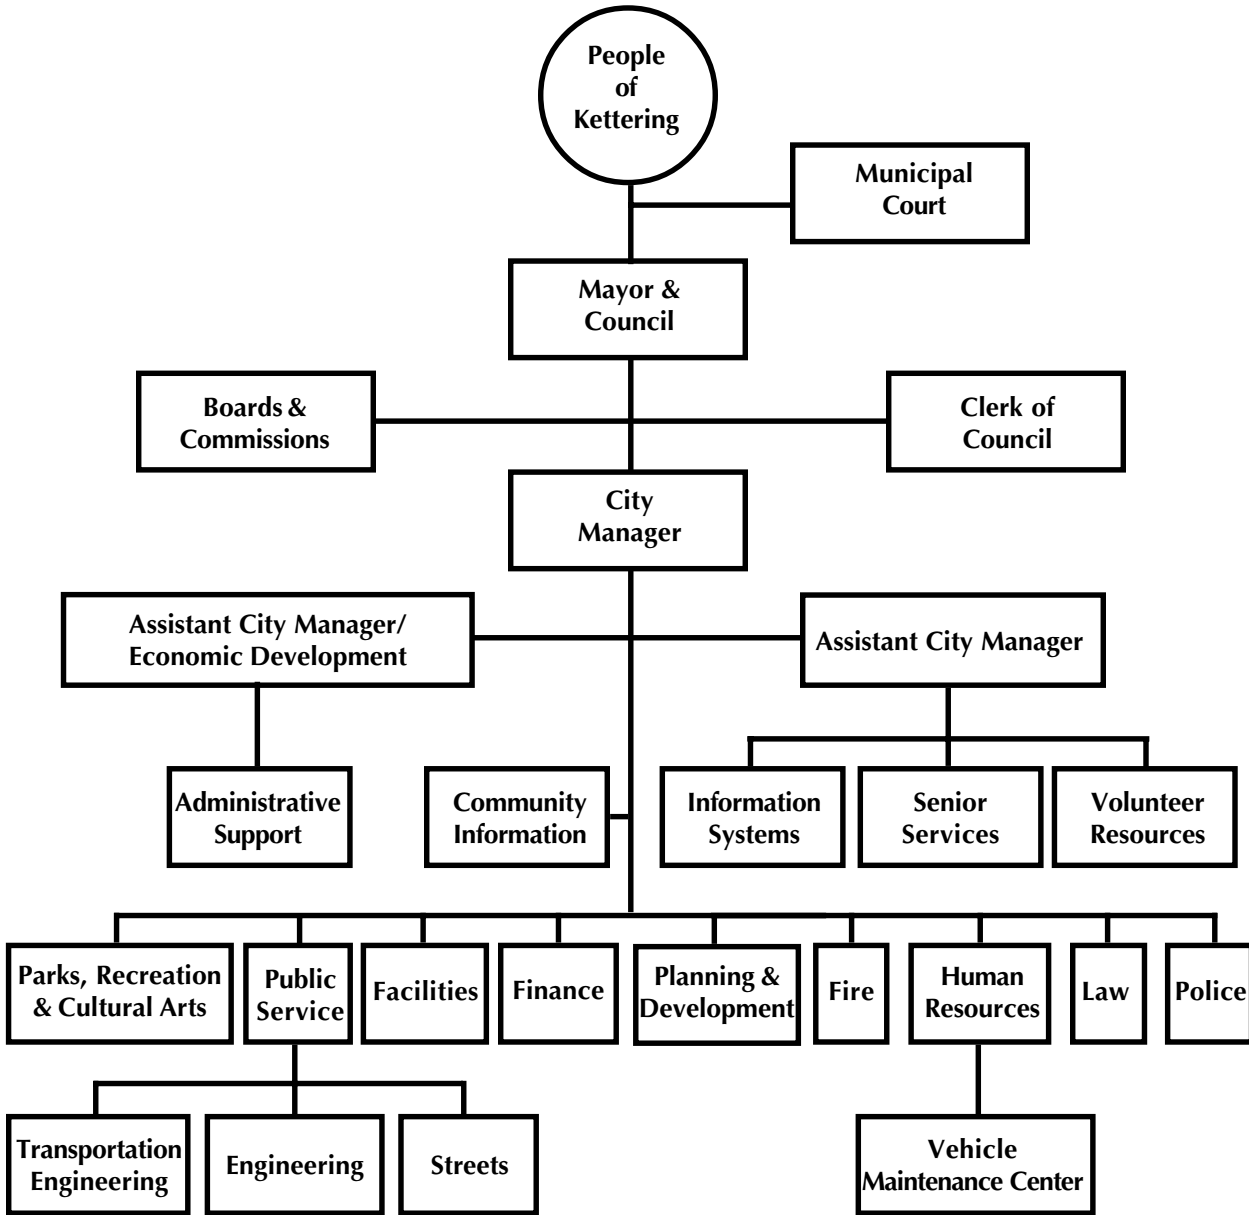 People
of
Kettering
Municipal
Court
Mayor &
Council
Boards &
Commissions
Clerk of
Council
City
Manager
Assistant City Manager/
Economic Development
Assistant City Manager
Administrative
Support
Community
Information
Information
Systems
Senior
Services
Volunteer
Resources
Parks, Recreation
& Cultural Arts
Public
Service
Facilities
Finance
Planning &
Development
Fire
Human
Resources
Law
Police
Transportation
Engineering
Engineering
Streets
Vehicle
Maintenance Center